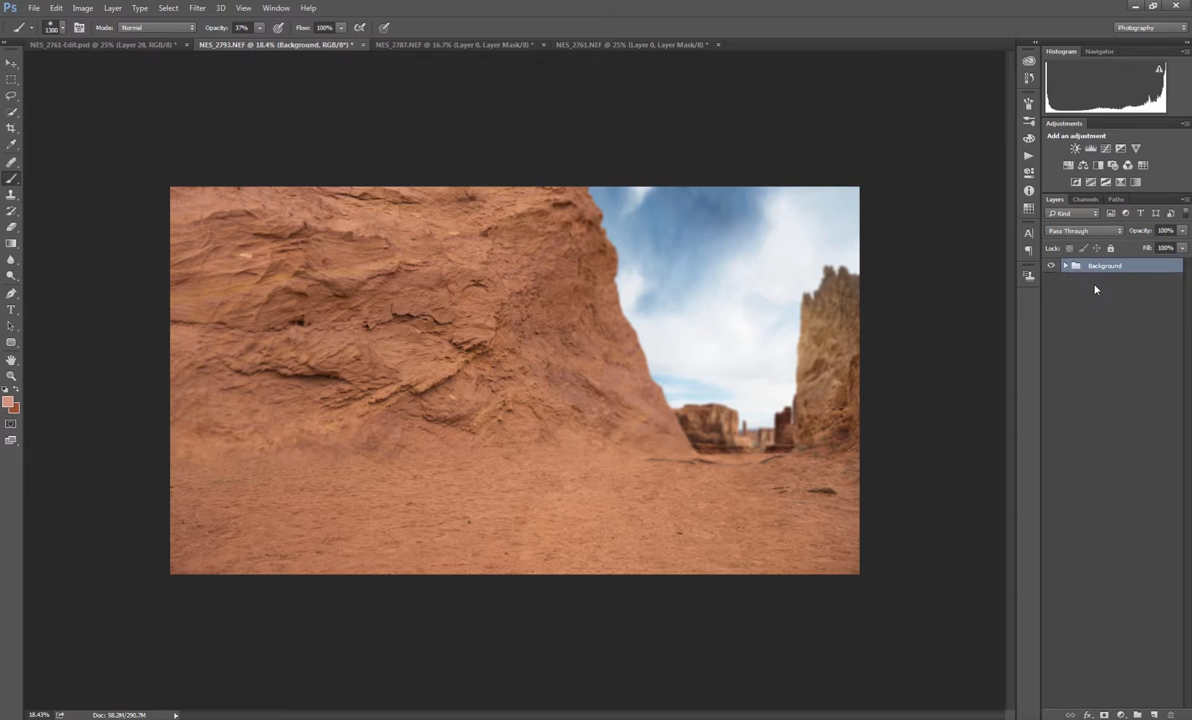 Ps File Edit Image Layer Type Select Filter 3D View Window Help
1300 Mode: Normal Opacity: 37% Flow: 100% Photography
NES_2761-Edit.psd @ 25% (Layer 28, RGB/8) * × NES_2793.NEF @ 18.4% (Background, RGB/8*) * × NES_2787.NEF @ 16.7% (Layer 0, Layer Mask/8) * × NES_2761.NEF @ 25% (Layer 0, Layer Mask/8) * ×
Histogram Navigator
Adjustments
Add an adjustment
Layers Channels Paths
Kind
Pass Through Opacity: 100%
Lock: Fill: 100%
Background
18.43% Doc: 58.2M/290.7M